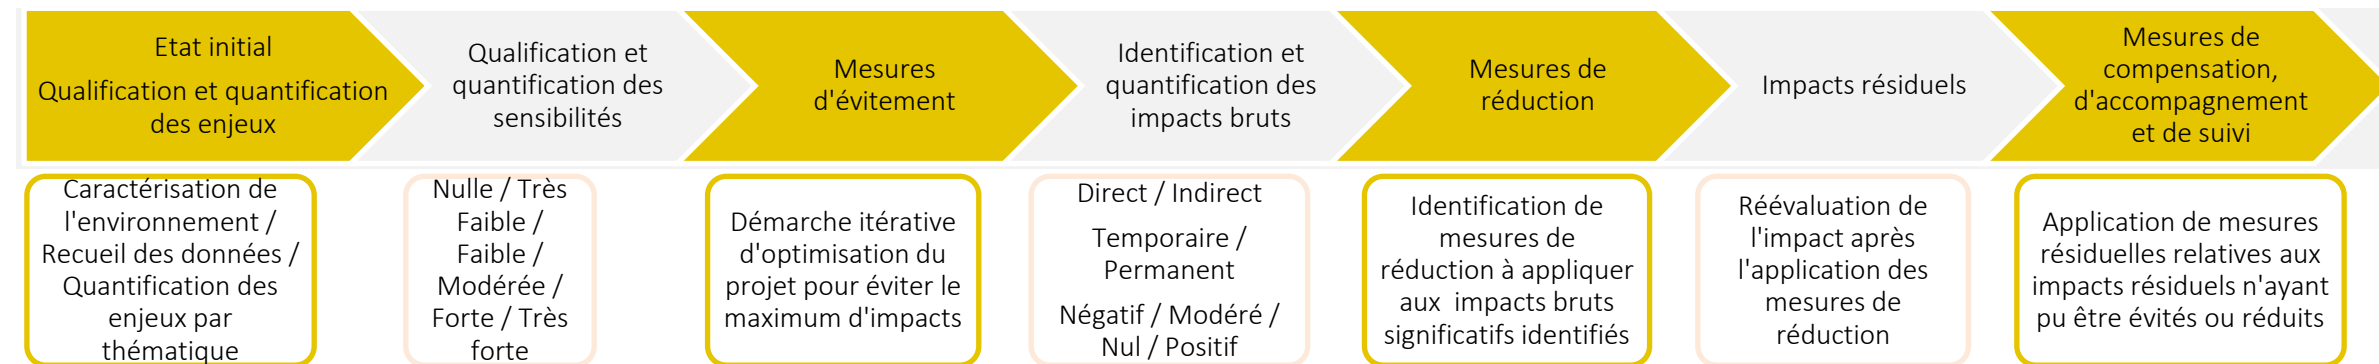 Etat initial
Qualification et quantification
des enjeux
Qualification et
quantification des
sensibilités
Mesures
d'évitement
Identification et
quantification des
impacts bruts
Mesures de
réduction
Impacts résiduels
Mesures de
compensation,
d'accompagnement
et de suivi
Caractérisation de
l'environnement /
Recueil des données /
Quantification des
enjeux par
thématique
Nulle / Très
Faible /
Faible /
Modérée /
Forte / Très
forte
Démarche itérative
d'optimisation du
projet pour éviter le
maximum d'impacts
Direct / Indirect
Temporaire /
Permanent
Négatif / Modéré /
Nul / Positif
Identification de
mesures de
réduction à appliquer
aux impacts bruts
significatifs identifiés
Réévaluation de
l'impact après
l'application des
mesures de
réduction
Application de mesures
résiduelles relatives aux
impacts résiduels n'ayant
pu être évités ou réduits